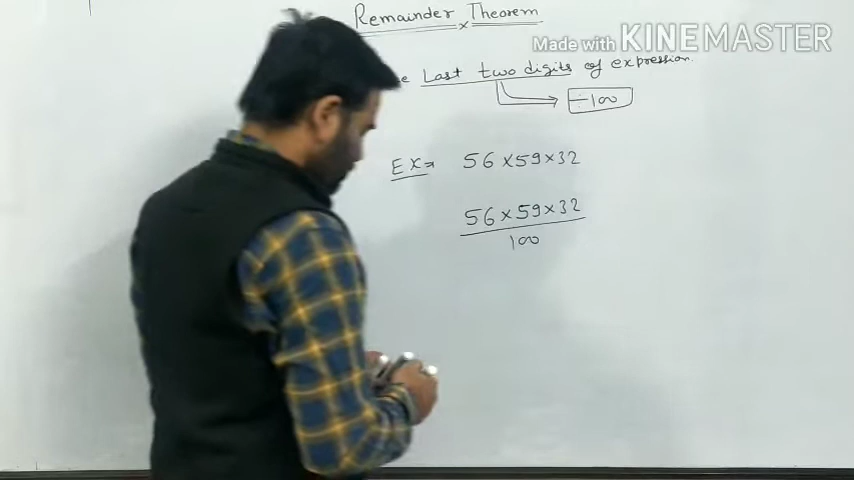 Remainder Theorem
×
Made with KINEMASTER
Last two digits of expression.
÷100
EX⇒ 56×59×32
56×59×32
100